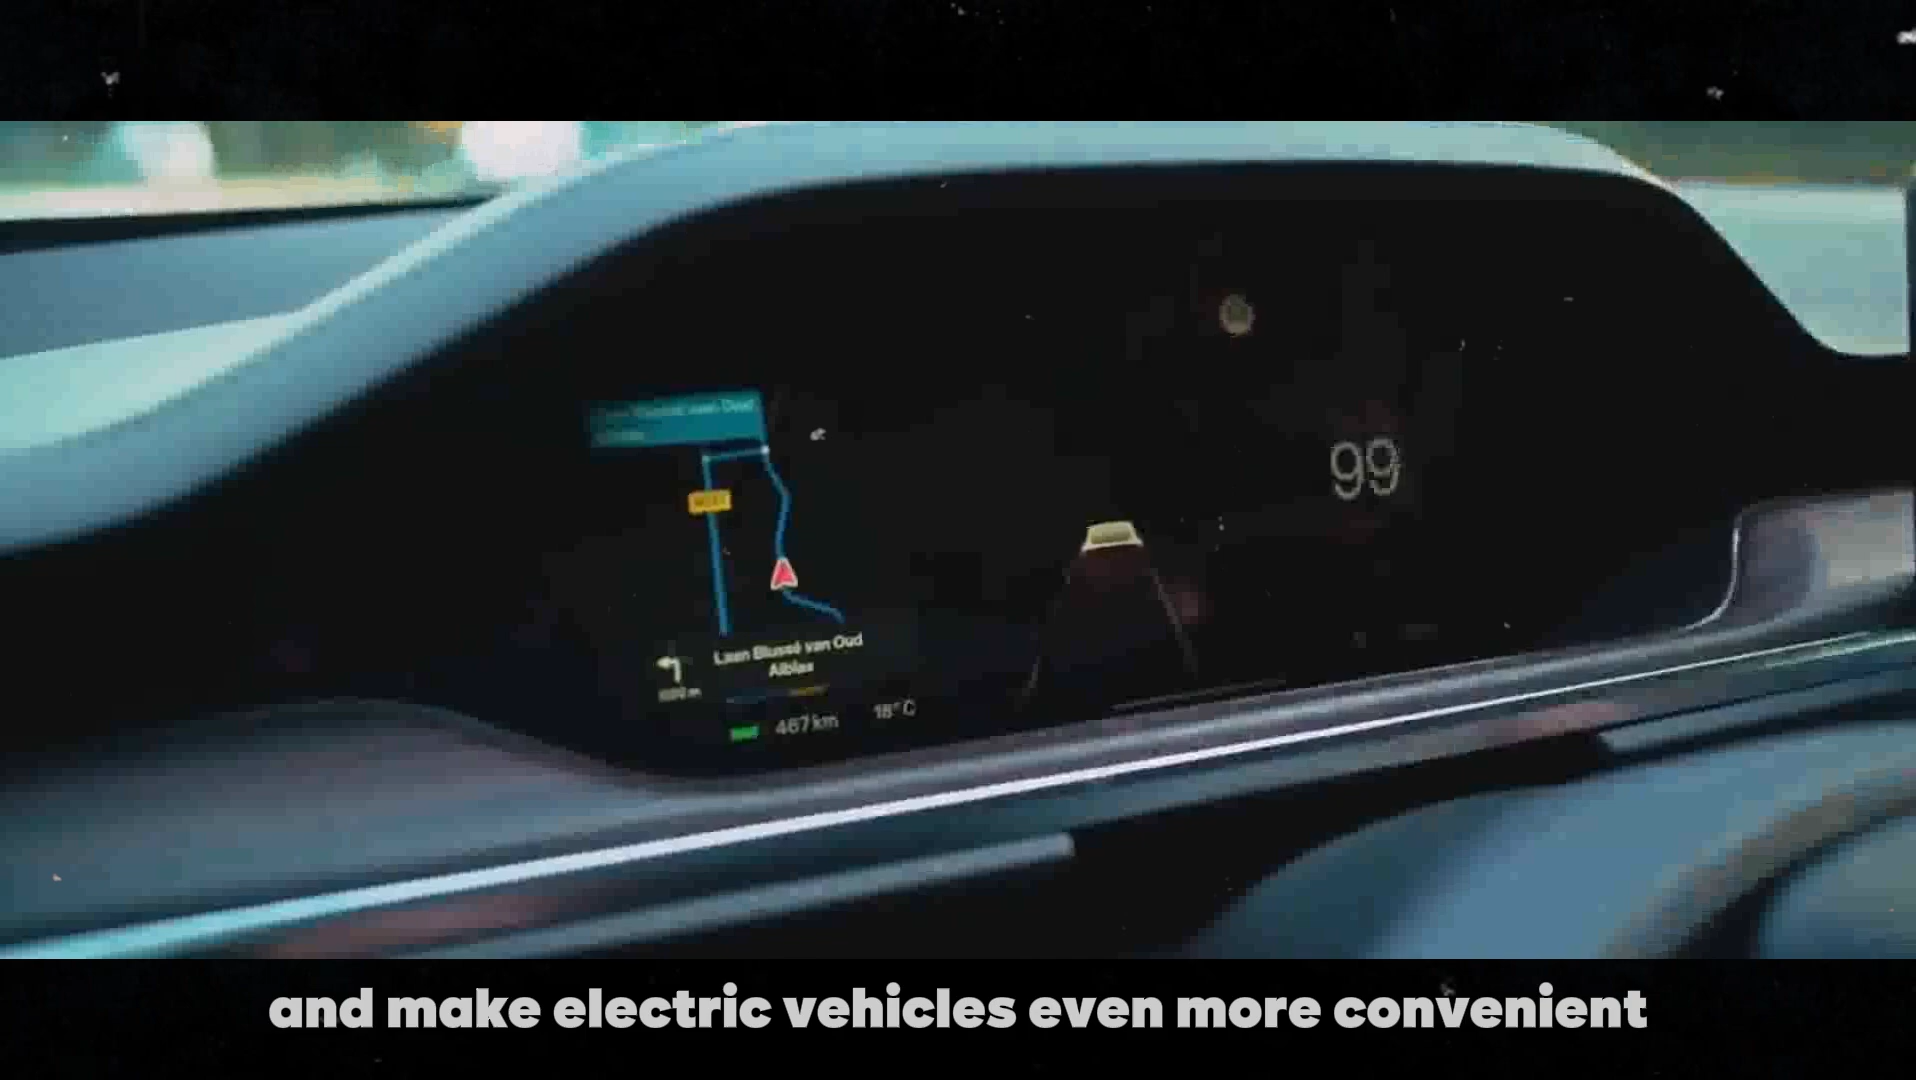 99
Laan Blussé van Oud
Alblas
467 km
18°C
and make electric vehicles even more convenient